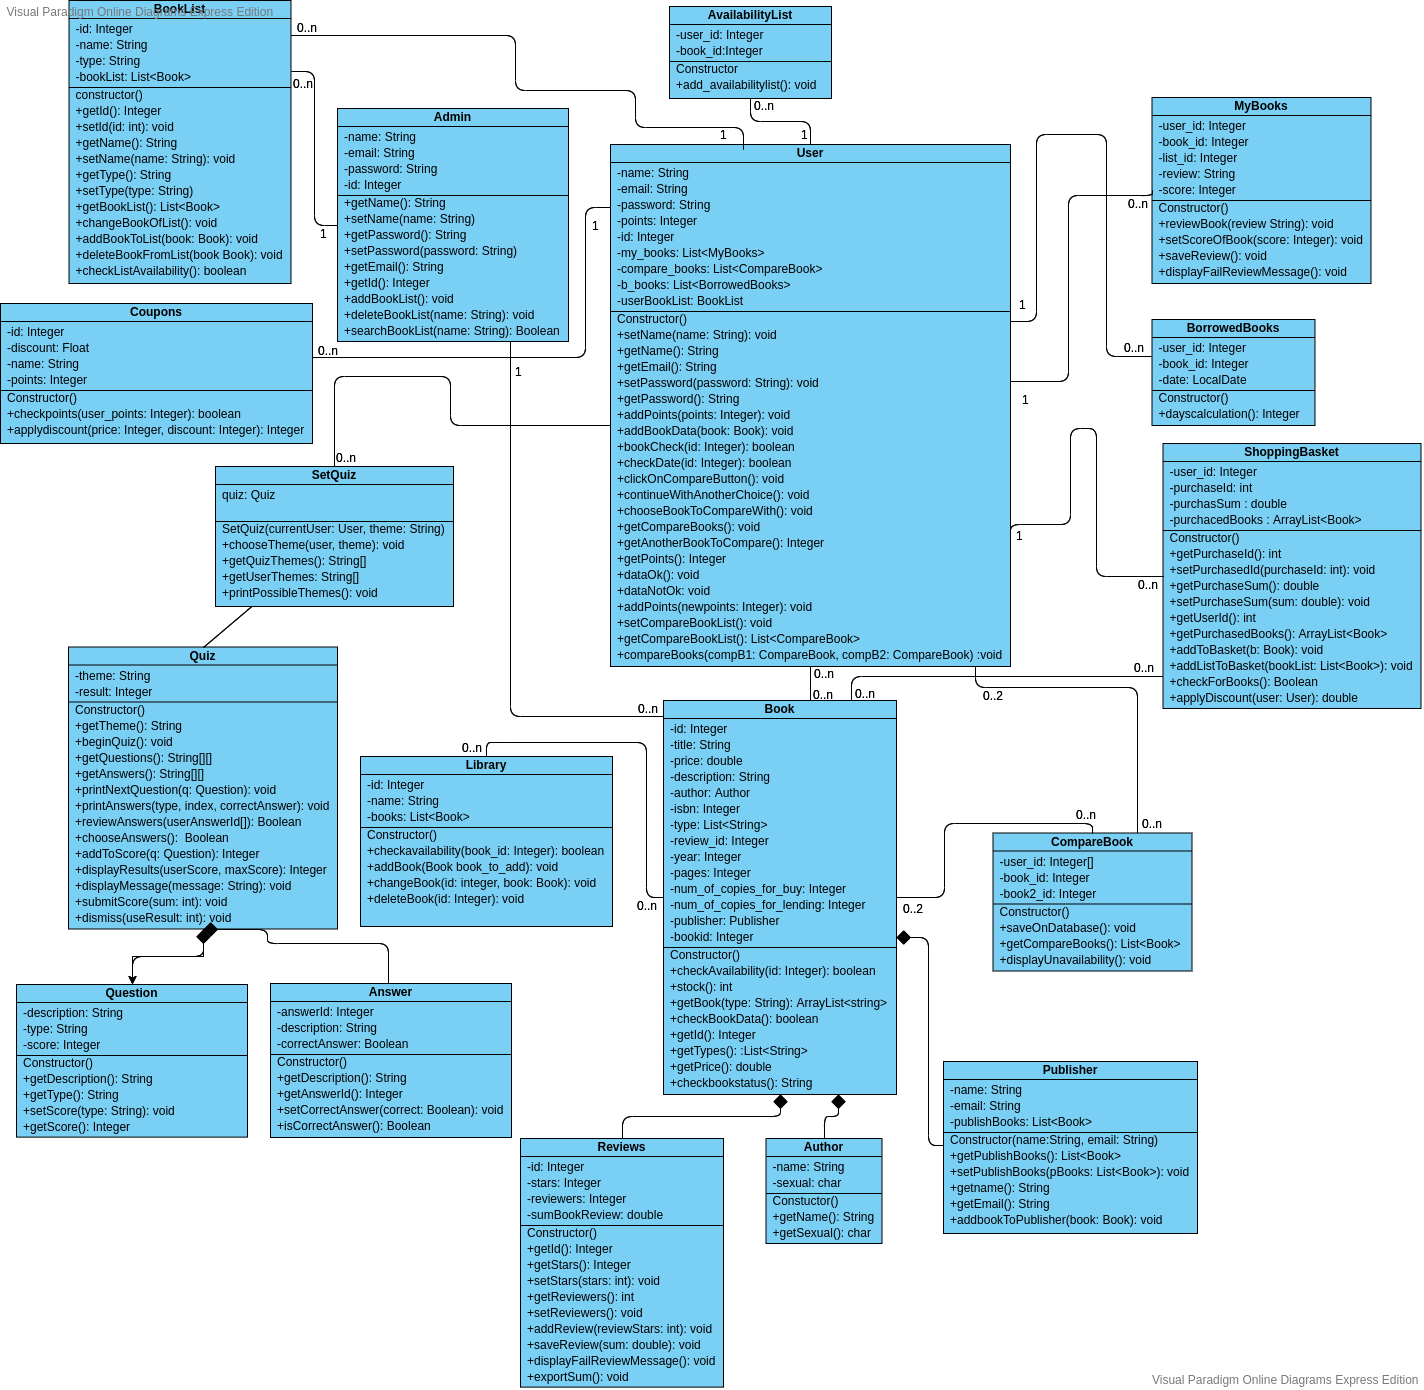 Visual Paradigm Online Diagrams Express Edition
BookList
-id: Integer
-name: String
-type: String
-bookList: List<Book>
constructor()
+getId(): Integer
+setId(id: int): void
+getName(): String
+setName(name: String): void
+getType(): String
+setType(type: String)
+getBookList(): List<Book>
+changeBookOfList(): void
+addBookToList(book: Book): void
+deleteBookFromList(book Book): void
+checkListAvailability(): boolean
0..n
0..n
1
1
AvailabilityList
-user_id: Integer
-book_id:Integer
Constructor
+add_availabilitylist(): void
0..n
1
Admin
-name: String
-email: String
-password: String
-id: Integer
+getName(): String
+setName(name: String)
+getPassword(): String
+setPassword(password: String)
+getEmail(): String
+getId(): Integer
+addBookList(): void
+deleteBookList(name: String): void
+searchBookList(name: String): Boolean
1
User
-name: String
-email: String
-password: String
-points: Integer
-id: Integer
-my_books: List<MyBooks>
-compare_books: List<CompareBook>
-b_books: List<BorrowedBooks>
-userBookList: BookList
Constructor()
+setName(name: String): void
+getName(): String
+getEmail(): String
+setPassword(password: String): void
+getPassword(): String
+addPoints(points: Integer): void
+addBookData(book: Book): void
+bookCheck(id: Integer): boolean
+checkDate(id: Integer): boolean
+clickOnCompareButton(): void
+continueWithAnotherChoice(): void
+chooseBookToCompareWith(): void
+getCompareBooks(): void
+getAnotherBookToCompare(): Integer
+getPoints(): Integer
+dataOk(): void
+dataNotOk: void
+addPoints(newpoints: Integer): void
+setCompareBookList(): void
+getCompareBookList(): List<CompareBook>
+compareBooks(compB1: CompareBook, compB2: CompareBook) :void
MyBooks
-user_id: Integer
-book_id: Integer
-list_id: Integer
-review: String
-score: Integer
Constructor()
+reviewBook(review String): void
+setScoreOfBook(score: Integer): void
+saveReview(): void
+displayFailReviewMessage(): void
0..n
1
1
BorrowedBooks
-user_id: Integer
-book_id: Integer
-date: LocalDate
Constructor()
+dayscalculation(): Integer
0..n
1
Coupons
-id: Integer
-discount: Float
-name: String
-points: Integer
Constructor()
+checkpoints(user_points: Integer): boolean
+applydiscount(price: Integer, discount: Integer): Integer
0..n
1
ShoppingBasket
-user_id: Integer
-purchaseId: int
-purchasSum : double
-purchacedBooks : ArrayList<Book>
Constructor()
+getPurchaseId(): int
+setPurchasedId(purchaseId: int): void
+getPurchaseSum(): double
+setPurchaseSum(sum: double): void
+getUserId(): int
+getPurchasedBooks(): ArrayList<Book>
+addToBasket(b: Book): void
+addListToBasket(bookList: List<Book>): void
+checkForBooks(): Boolean
+applyDiscount(user: User): double
0..n
0..n
SetQuiz
quiz: Quiz
SetQuiz(currentUser: User, theme: String)
+chooseTheme(user, theme): void
+getQuizThemes(): String[]
+getUserThemes: String[]
+printPossibleThemes(): void
0..n
Quiz
-theme: String
-result: Integer
Constructor()
+getTheme(): String
+beginQuiz(): void
+getQuestions(): String[][]
+getAnswers(): String[][]
+printNextQuestion(q: Question): void
+printAnswers(type, index, correctAnswer): void
+reviewAnswers(userAnswerId[]): Boolean
+chooseAnswers():  Boolean
+addToScore(q: Question): Integer
+displayResults(userScore, maxScore): Integer
+displayMessage(message: String): void
+submitScore(sum: int): void
+dismiss(useResult: int): void
0..n
0..n
0..n
0..2
0..n
Book
-id: Integer
-title: String
-price: double
-description: String
-author: Author
-isbn: Integer
-type: List<String>
-review_id: Integer
-year: Integer
-pages: Integer
-num_of_copies_for_buy: Integer
-num_of_copies_for_lending: Integer
-publisher: Publisher
-bookid: Integer
Constructor()
+checkAvailability(id: Integer): boolean
+stock(): int
+getBook(type: String): ArrayList<string>
+checkBookData(): boolean
+getId(): Integer
+getTypes(): :List<String>
+getPrice(): double
+checkbookstatus(): String
Library
-id: Integer
-name: String
-books: List<Book>
Constructor()
+checkavailability(book_id: Integer): boolean
+addBook(Book book_to_add): void
+changeBook(id: integer, book: Book): void
+deleteBook(id: Integer): void
0..n
0..n
CompareBook
-user_id: Integer[]
-book_id: Integer
-book2_id: Integer
Constructor()
+saveOnDatabase(): void
+getCompareBooks(): List<Book>
+displayUnavailability(): void
0..n
0..n
0..2
Question
-description: String
-type: String
-score: Integer
Constructor()
+getDescription(): String
+getType(): String
+setScore(type: String): void
+getScore(): Integer
Answer
-answerId: Integer
-description: String
-correctAnswer: Boolean
Constructor()
+getDescription(): String
+getAnswerId(): Integer
+setCorrectAnswer(correct: Boolean): void
+isCorrectAnswer(): Boolean
Publisher
-name: String
-email: String
-publishBooks: List<Book>
Constructor(name:String, email: String)
+getPublishBooks(): List<Book>
+setPublishBooks(pBooks: List<Book>): void
+getname(): String
+getEmail(): String
+addbookToPublisher(book: Book): void
Reviews
-id: Integer
-stars: Integer
-reviewers: Integer
-sumBookReview: double
Constructor()
+getId(): Integer
+getStars(): Integer
+setStars(stars: int): void
+getReviewers(): int
+setReviewers(): void
+addReview(reviewStars: int): void
+saveReview(sum: double): void
+displayFailReviewMessage(): void
+exportSum(): void
Author
-name: String
-sexual: char
Constuctor()
+getName(): String
+getSexual(): char
Visual Paradigm Online Diagrams Express Edition